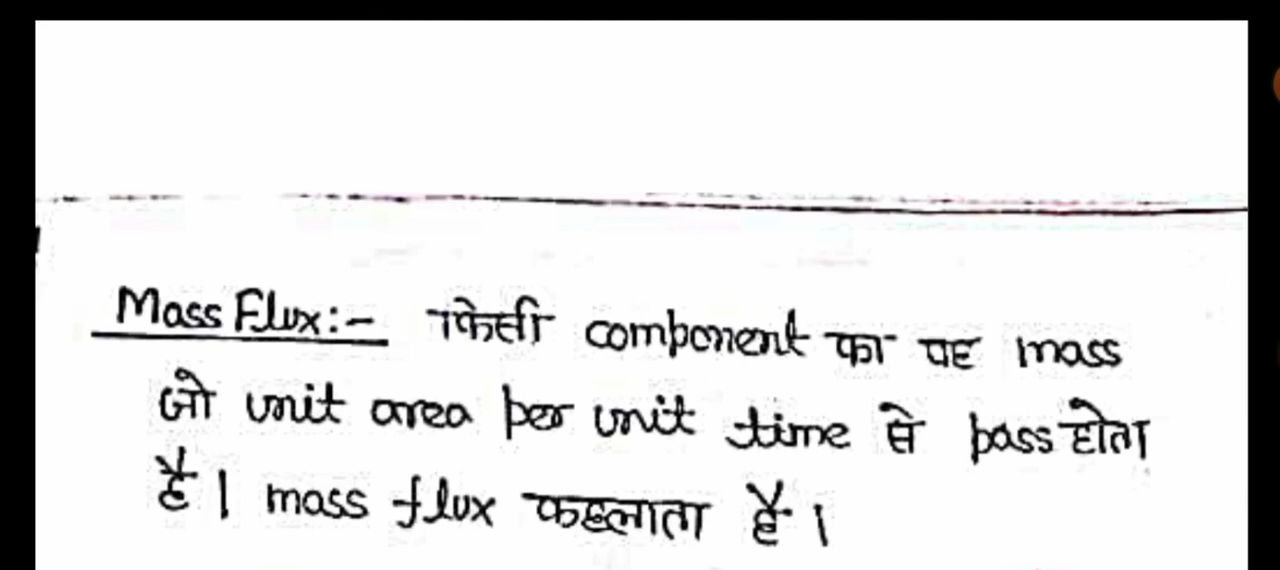 Mass Flux:- किसी component का वह mass
जो unit area per unit time से pass होता
है। mass flux कहलाता है।